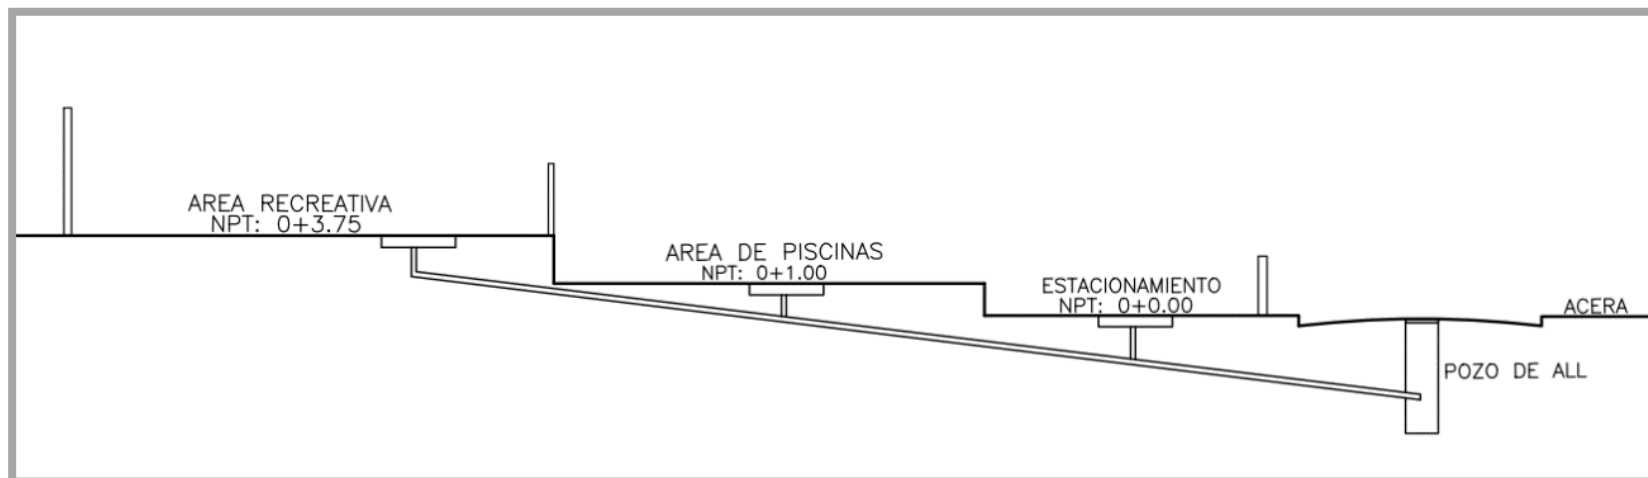 AREA RECREATIVA
NPT: 0+3.75
AREA DE PISCINAS
NPT: 0+1.00
ESTACIONAMIENTO
NPT: 0+0.00
ACERA
POZO DE ALL